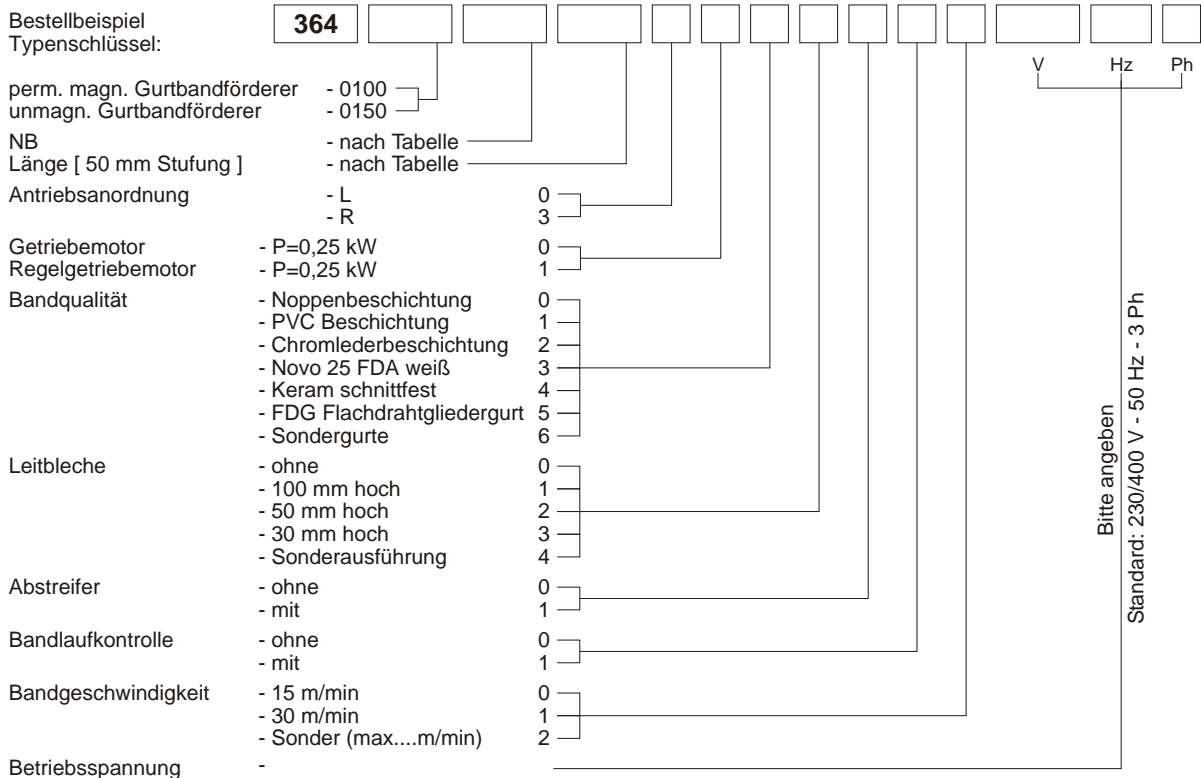 Bestellbeispiel 364
Typenschlüssel:
V Hz Ph
perm. magn. Gurtbandförderer - 0100
unmagn. Gurtbandförderer - 0150
NB - nach Tabelle
Länge [ 50 mm Stufung ] - nach Tabelle
Antriebsanordnung - L 0
- R 3
Getriebemotor - P=0,25 kW 0
Regelgetriebemotor - P=0,25 kW 1
Bandqualität - Noppenbeschichtung 0
- PVC Beschichtung 1
- Chromlederbeschichtung 2
- Novo 25 FDA weiß 3
- Keram schnittfest 4
- FDG Flachdrahtgliedergurt 5
- Sondergurte 6
Leitbleche - ohne 0
- 100 mm hoch 1
- 50 mm hoch 2
- 30 mm hoch 3
- Sonderausführung 4
Abstreifer - ohne 0
- mit 1
Bandlaufkontrolle - ohne 0
- mit 1
Bandgeschwindigkeit - 15 m/min 0
- 30 m/min 1
- Sonder (max....m/min) 2
Betriebsspannung -
Bitte angeben
Standard: 230/400 V - 50 Hz - 3 Ph